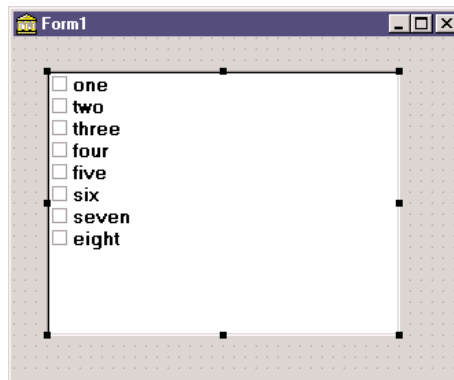 Form1
one
two
three
four
five
six
seven
eight